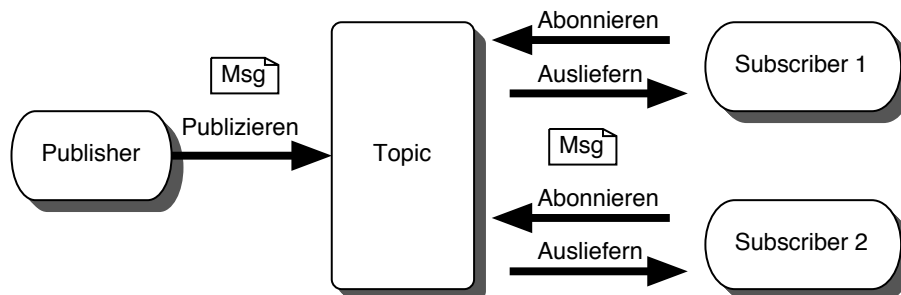 Abonnieren
Msg
Ausliefern
Subscriber 1
Publizieren
Publisher
Topic
Msg
Abonnieren
Ausliefern
Subscriber 2